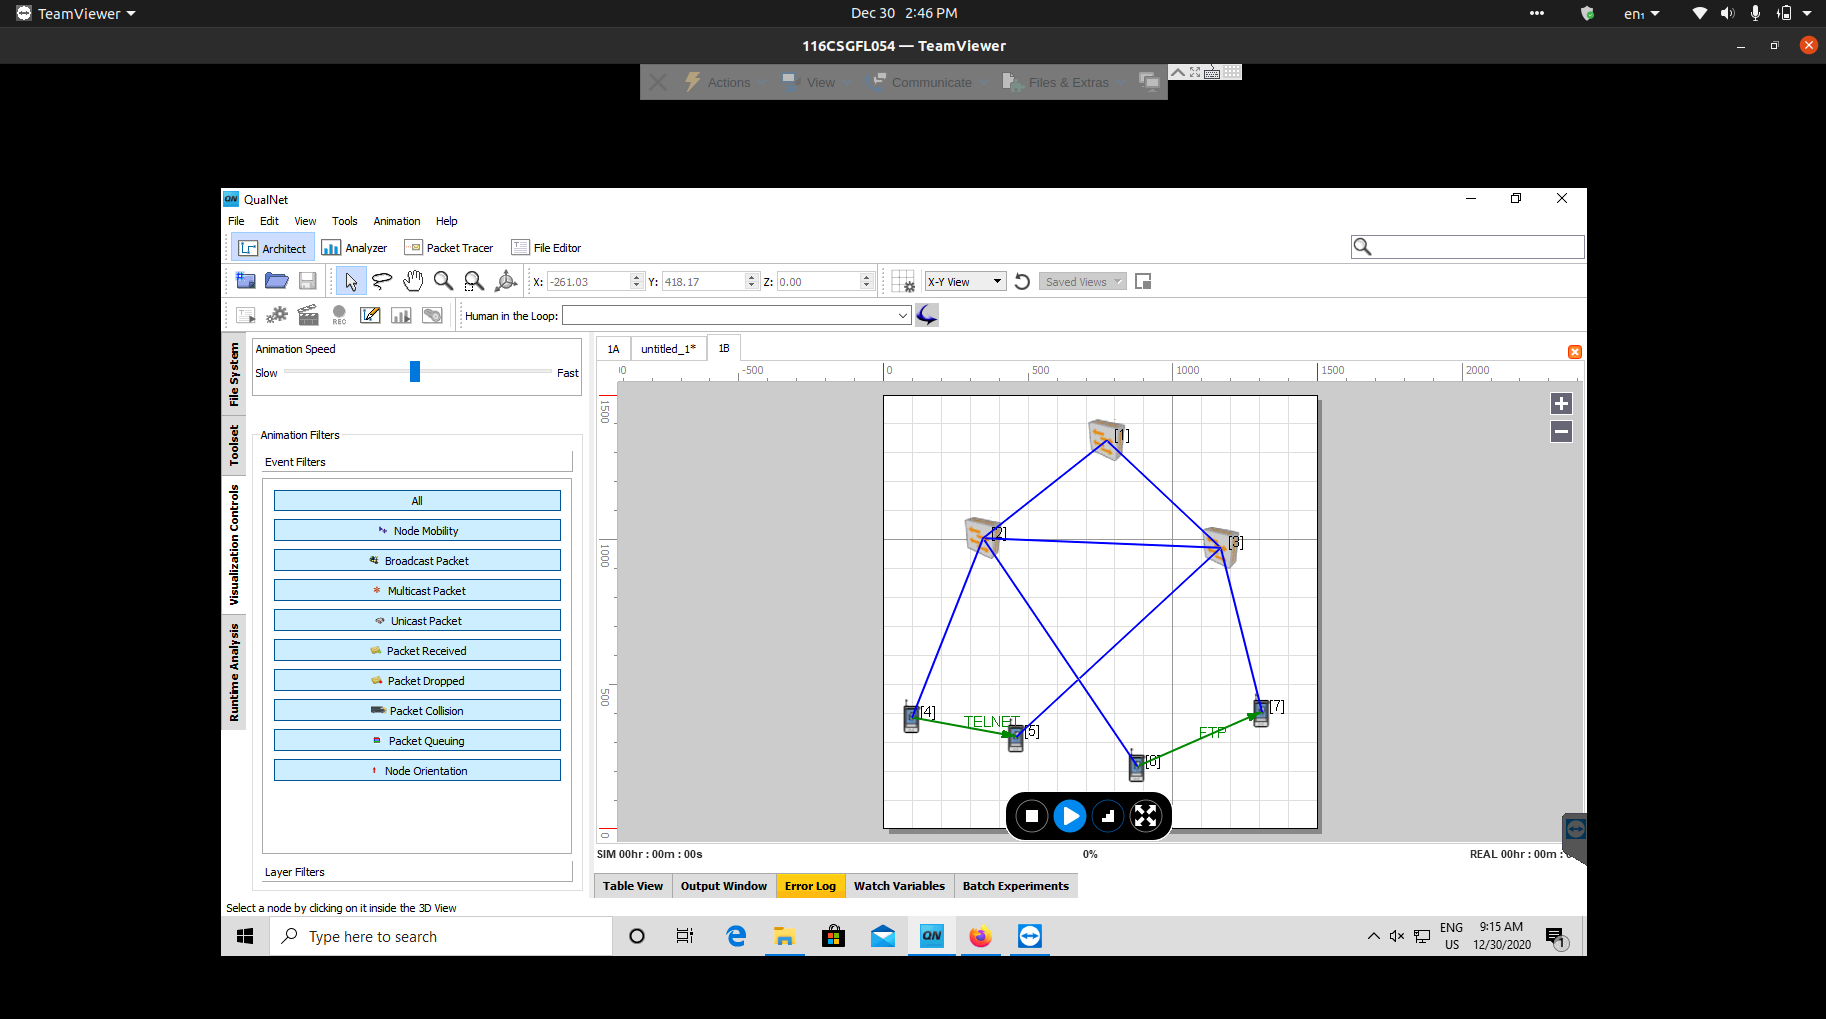 TeamViewer
Dec 30 2:46 PM
en₁
116CSGFL054 — TeamViewer
Actions
View
Communicate
Files & Extras
QN
QualNet
File Edit View Tools Animation Help
Architect Analyzer Packet Tracer File Editor
X: -261.03 Y: 418.17 Z: 0.00
X-Y View
Saved Views
REC
Human in the Loop:
File System
Toolset
Visualization Controls
Runtime Analysis
Animation Speed
Slow Fast
Animation Filters
Event Filters
All
Node Mobility
Broadcast Packet
Multicast Packet
Unicast Packet
Packet Received
Packet Dropped
Packet Collision
Packet Queuing
Node Orientation
Layer Filters
1A untitled_1* 1B
00 -500 0 500 1000 1500 2000
1500
1000
500
0
[1]
[2]
[3]
[4]
TELNET
[5]
[6]
FTP
[7]
SIM 00hr : 00m : 00s
0%
REAL 00hr : 00m :
Table View Output Window Error Log Watch Variables Batch Experiments
Select a node by clicking on it inside the 3D View
Type here to search
QN
ENG
US
9:15 AM
12/30/2020
1